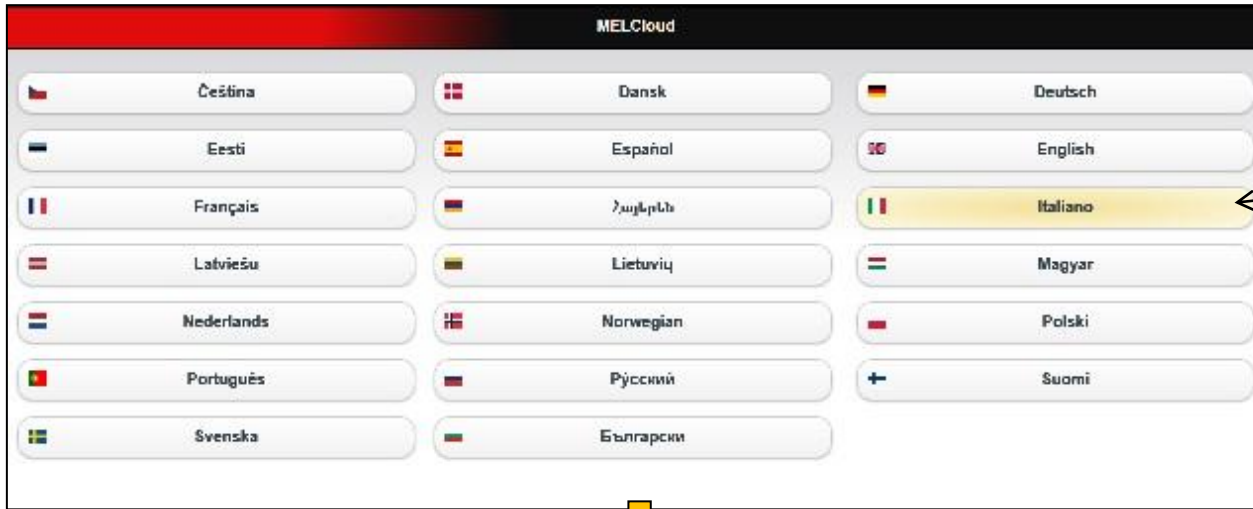 MELCloud
Čeština Dansk Deutsch
Eesti Español English
Français Հայերեն Italiano
Latviešu Lietuvių Magyar
Nederlands Norwegian Polski
Português Рýсский Suomi
Svenska Български